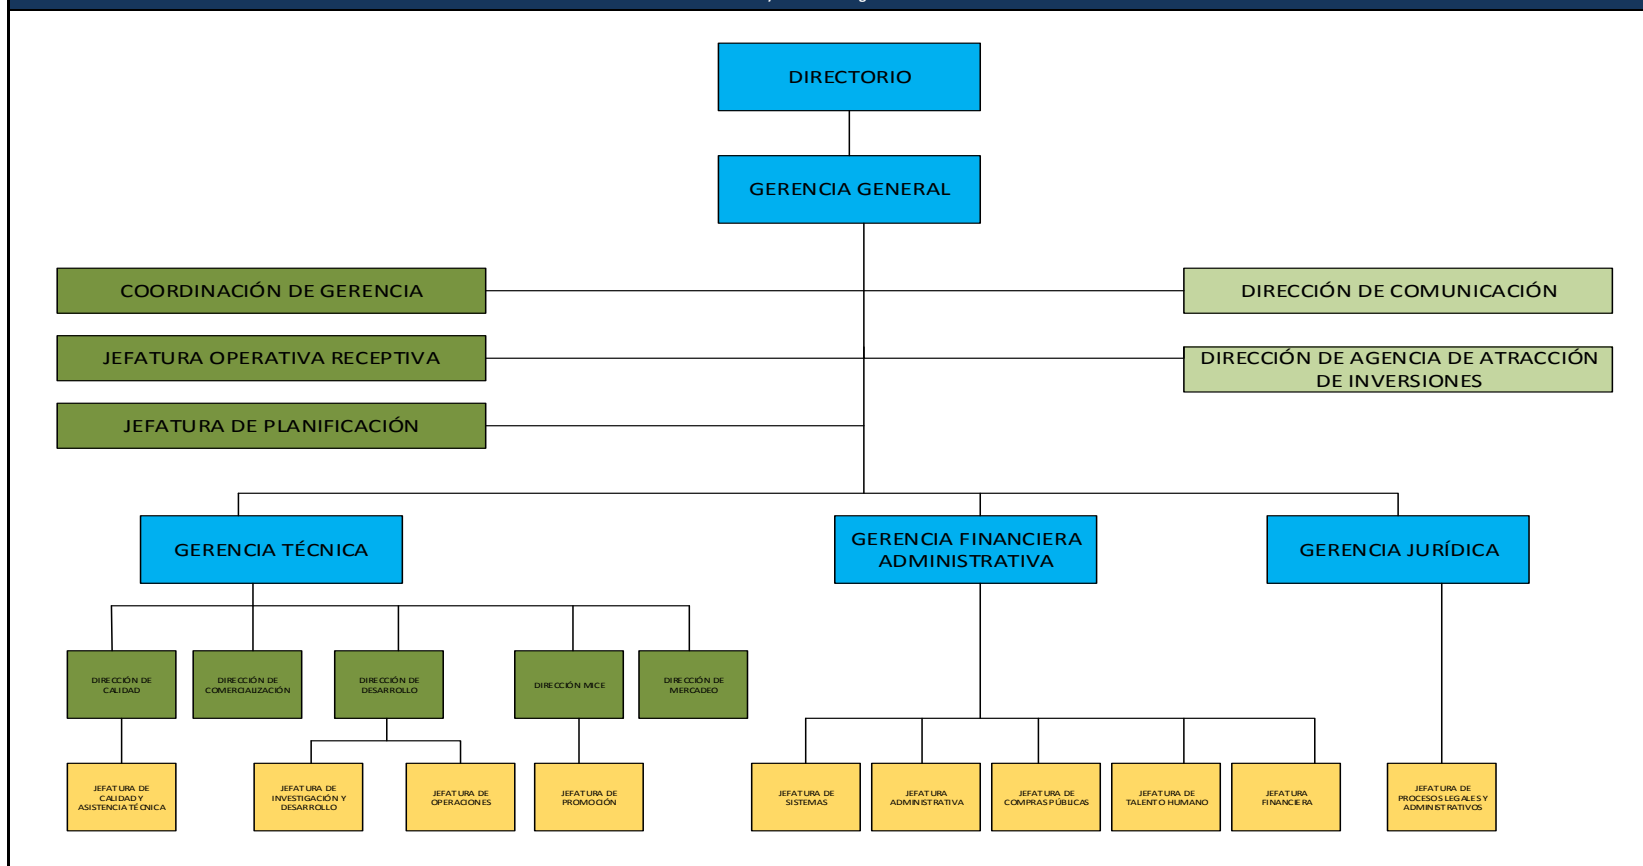 DIRECTORIO
GERENCIA GENERAL
COORDINACIÓN DE GERENCIA
DIRECCIÓN DE COMUNICACIÓN
JEFATURA OPERATIVA RECEPTIVA
DIRECCIÓN DE AGENCIA DE ATRACCIÓN
DE INVERSIONES
JEFATURA DE PLANIFICACIÓN
GERENCIA TÉCNICA
GERENCIA FINANCIERA
ADMINISTRATIVA
GERENCIA JURÍDICA
DIRECCIÓN DE
CALIDAD
DIRECCIÓN DE
COMERCIALIZACIÓN
DIRECCIÓN DE
DESARROLLO
DIRECCIÓN MICE
DIRECCIÓN DE
MERCADEO
JEFATURA DE
CALIDAD Y
ASISTENCIA TÉCNICA
JEFATURA DE
INVESTIGACIÓN Y
DESARROLLO
JEFATURA DE
OPERACIONES
JEFATURA DE
PROMOCIÓN
JEFATURA DE
SISTEMAS
JEFATURA
ADMINISTRATIVA
JEFATURA DE
COMPRAS PÚBLICAS
JEFATURA DE
TALENTO HUMANO
JEFATURA
FINANCIERA
JEFATURA DE
PROCESOS LEGALES Y
ADMINISTRATIVOS